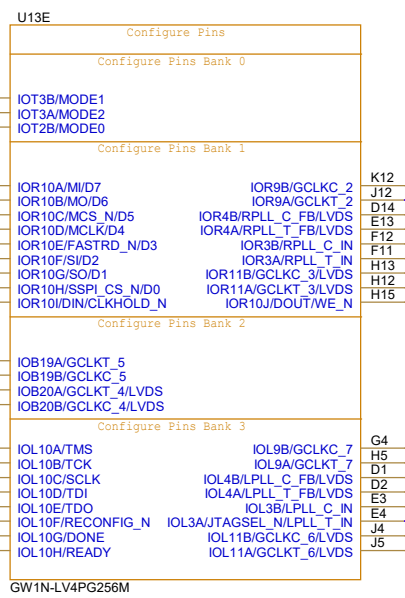 U13E
Configure Pins
Configure Pins Bank 0
IOT3B/MODE1
IOT3A/MODE2
IOT2B/MODE0
Configure Pins Bank 1
IOR10A/MI/D7 IOR9B/GCLKC_2 K12
IOR10B/MO/D6 IOR9A/GCLKT_2 J12
IOR10C/MCS_N/D5 IOR4B/RPLL_C_FB/LVDS D14
IOR10D/MCLK/D4 IOR4A/RPLL_T_FB/LVDS E13
IOR10E/FASTRD_N/D3 IOR3B/RPLL_C_IN F12
IOR10F/SI/D2 IOR3A/RPLL_T_IN F11
IOR10G/SO/D1 IOR11B/GCLKC_3/LVDS H13
IOR10H/SSPI_CS_N/D0 IOR11A/GCLKT_3/LVDS H12
IOR10I/DIN/CLKHOLD_N IOR10J/DOUT/WE_N H15
Configure Pins Bank 2
IOB19A/GCLKT_5
IOB19B/GCLKC_5
IOB20A/GCLKT_4/LVDS
IOB20B/GCLKC_4/LVDS
Configure Pins Bank 3
IOL10A/TMS IOL9B/GCLKC_7 G4
IOL10B/TCK IOL9A/GCLKT_7 H5
IOL10C/SCLK IOL4B/LPLL_C_FB/LVDS D1
IOL10D/TDI IOL4A/LPLL_T_FB/LVDS D2
IOL10E/TDO IOL3B/LPLL_C_IN E3
IOL10F/RECONFIG_N IOL3A/JTAGSEL_N/LPLL_T_IN E4
IOL10G/DONE IOL11B/GCLKC_6/LVDS J4
IOL10H/READY IOL11A/GCLKT_6/LVDS J5
GW1N-LV4PG256M